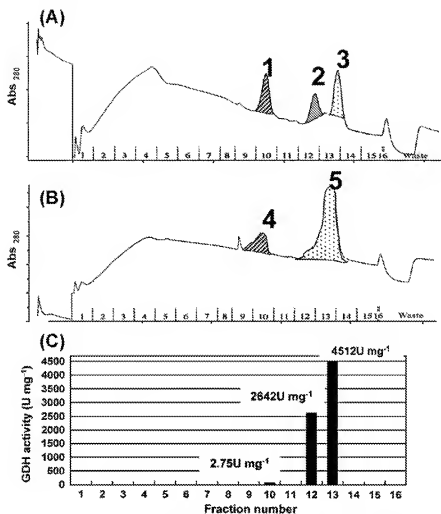 (A)
1
2
3
Abs 280
1 2 3 4 5 6 7 8 9 10 11 12 13 14 15 16 Waste
(B)
4
5
Abs 280
1 2 3 4 5 6 7 8 9 10 11 12 13 14 15 16 Waste
(C)
4512U mg-1
2642U mg-1
2.75U mg-1
GDH activity (U mg-1)
4500
4000
3500
3000
2500
2000
1500
1000
500
0
1 2 3 4 5 6 7 8 9 10 11 12 13 14 15 16
Fraction number